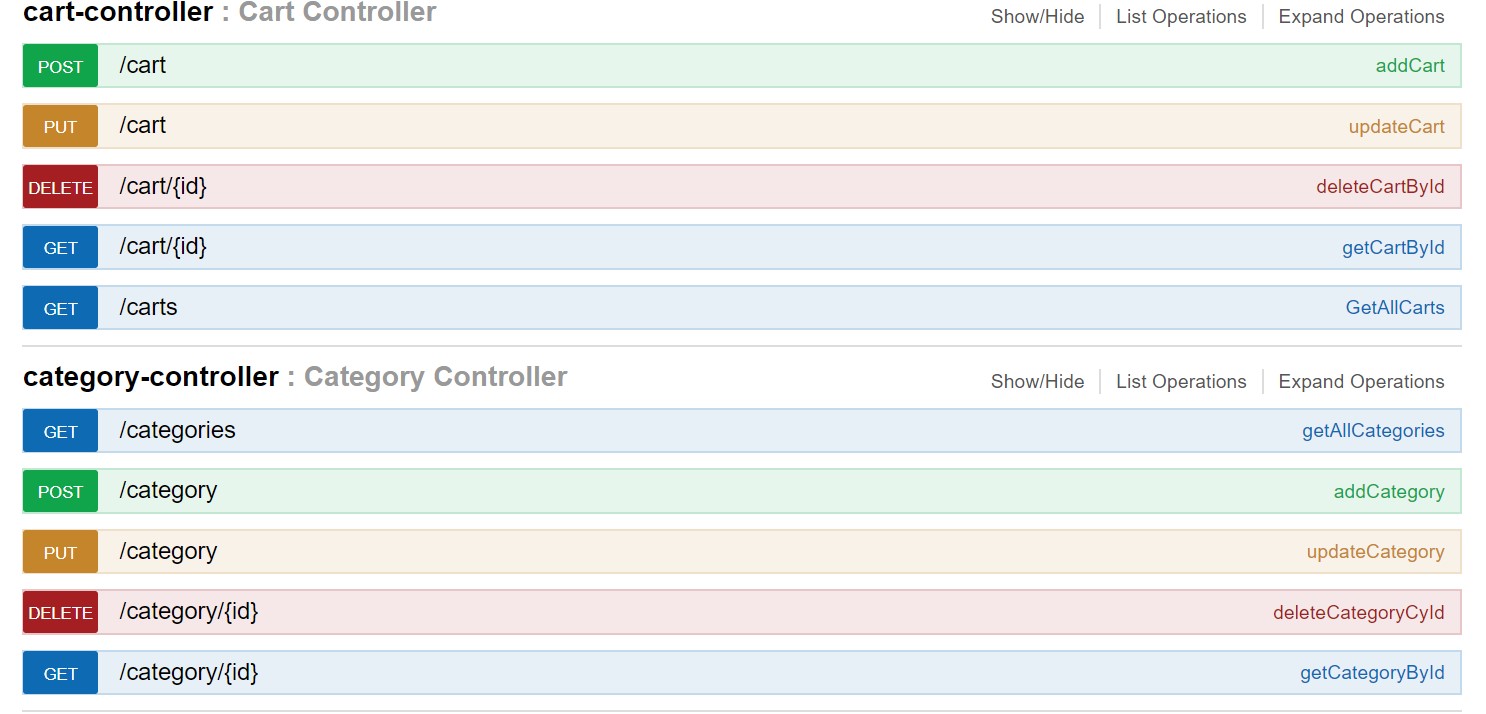 cart-controller : Cart Controller Show/Hide List Operations Expand Operations
POST /cart addCart
PUT /cart updateCart
DELETE /cart/{id} deleteCartById
GET /cart/{id} getCartById
GET /carts GetAllCarts
category-controller : Category Controller Show/Hide List Operations Expand Operations
GET /categories getAllCategories
POST /category addCategory
PUT /category updateCategory
DELETE /category/{id} deleteCategoryCyId
GET /category/{id} getCategoryById